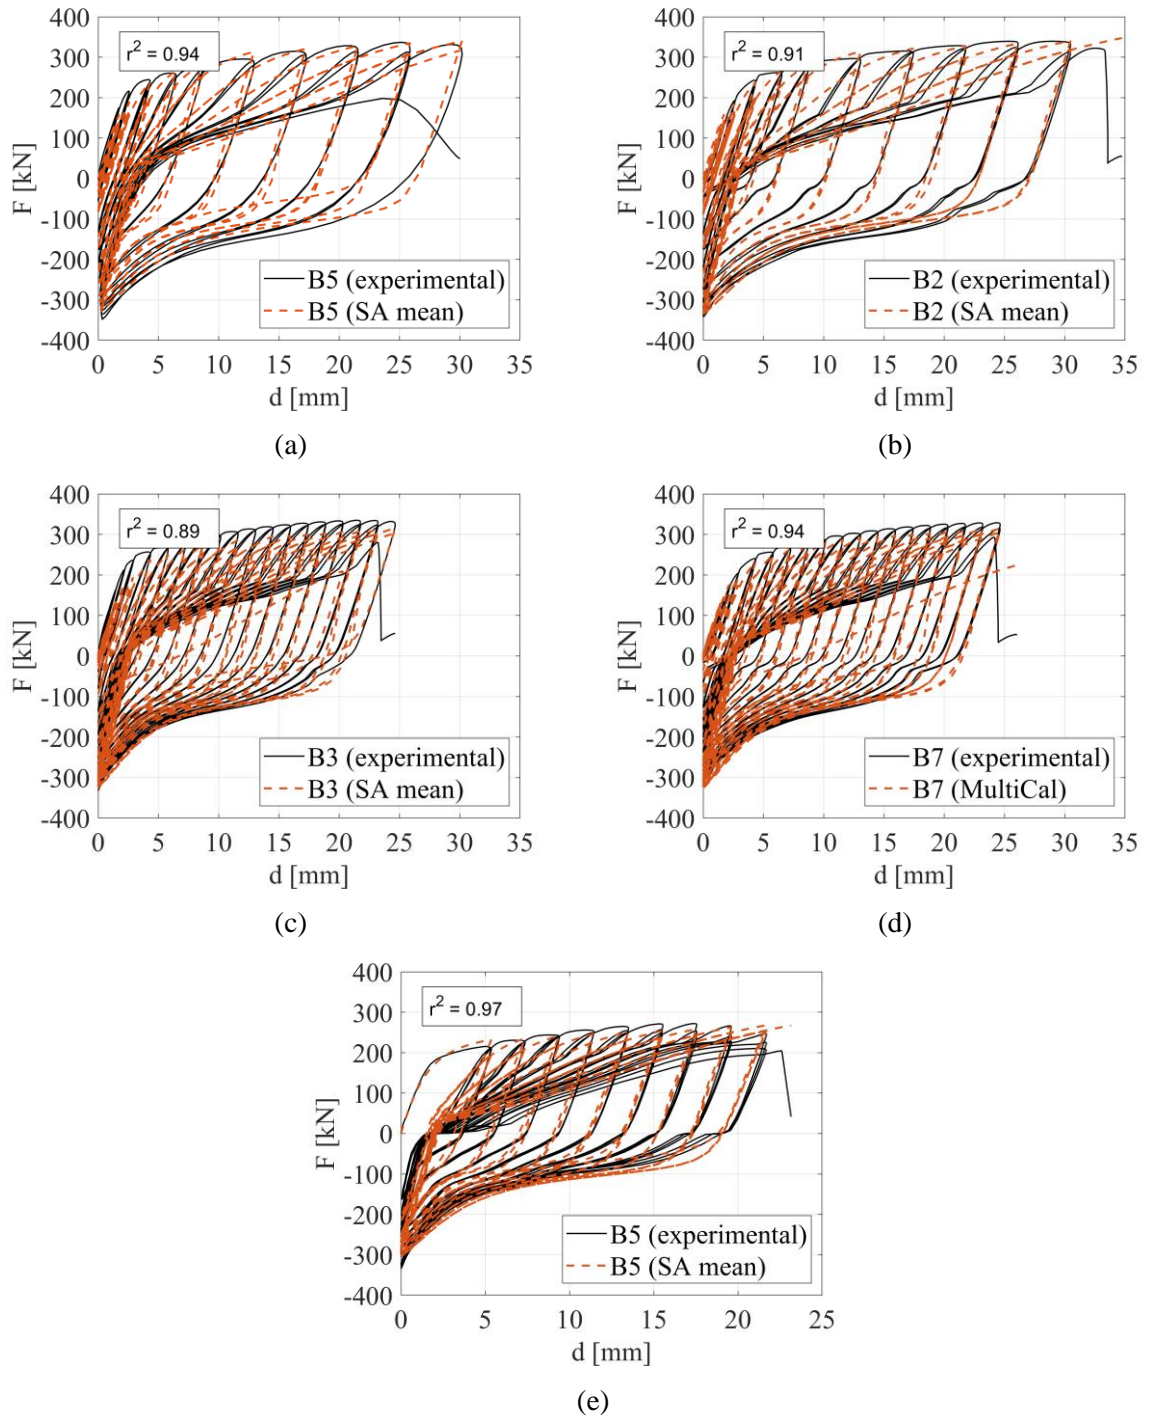 400
300
200
100
0
-100
-200
-300
-400
F [kN]
r² = 0.94
B5 (experimental)
B5 (SA mean)
0 5 10 15 20 25 30 35
d [mm]
(a)
400
300
200
100
0
-100
-200
-300
-400
F [kN]
r² = 0.91
B2 (experimental)
B2 (SA mean)
0 5 10 15 20 25 30 35
d [mm]
(b)
400
300
200
100
0
-100
-200
-300
-400
F [kN]
r² = 0.89
B3 (experimental)
B3 (SA mean)
0 5 10 15 20 25 30 35
d [mm]
(c)
400
300
200
100
0
-100
-200
-300
-400
F [kN]
r² = 0.94
B7 (experimental)
B7 (MultiCal)
0 5 10 15 20 25 30 35
d [mm]
(d)
400
300
200
100
0
-100
-200
-300
-400
F [kN]
r² = 0.97
B5 (experimental)
B5 (SA mean)
0 5 10 15 20 25
d [mm]
(e)